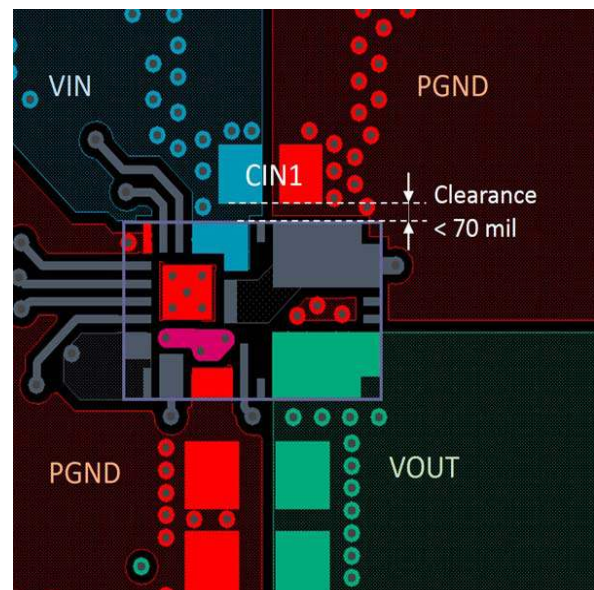 VIN
PGND
CIN1
Clearance
< 70 mil
PGND
VOUT